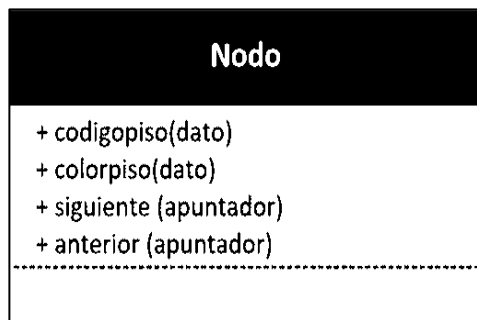 Nodo
+ codigopiso(dato)
+ colorpiso(dato)
+ siguiente (apuntador)
+ anterior (apuntador)